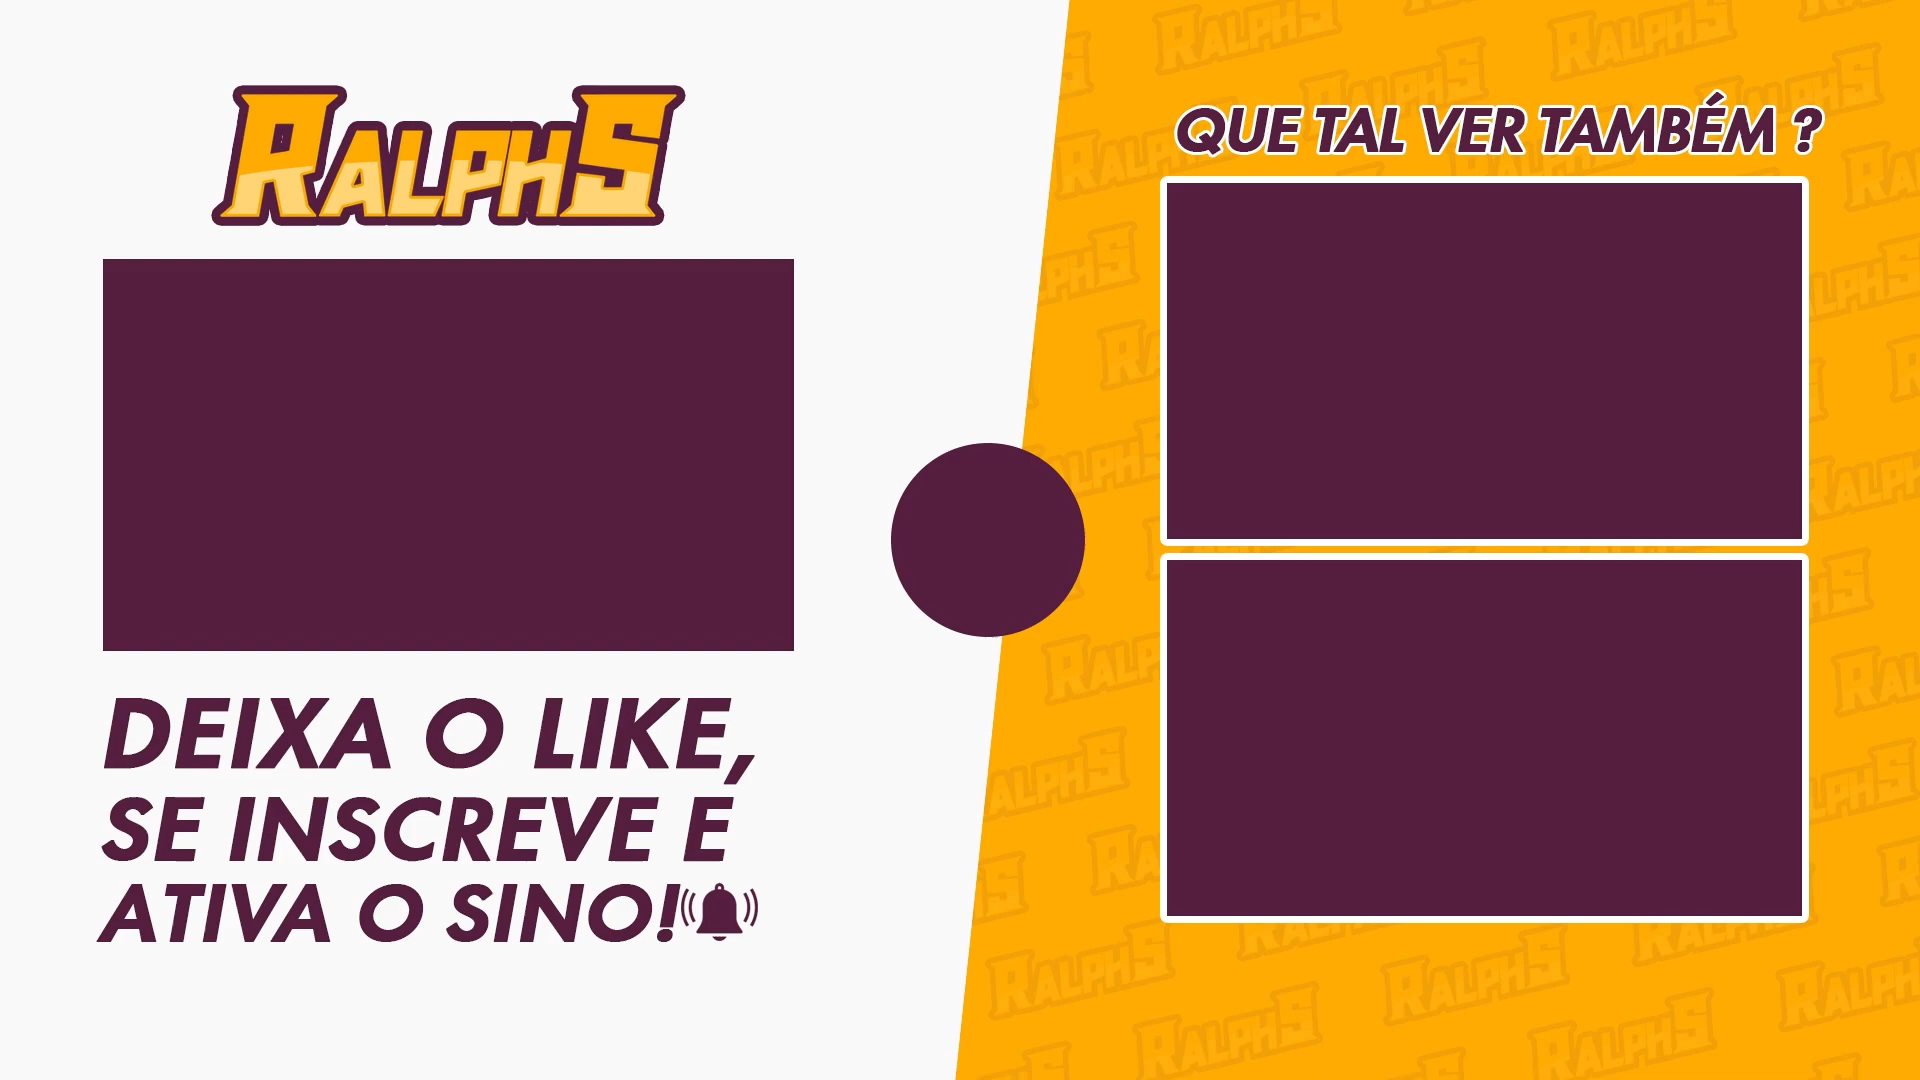 RALPHS
DEIXA O LIKE,
SE INSCREVE E
ATIVA O SINO!
QUE TAL VER TAMBÉM ?